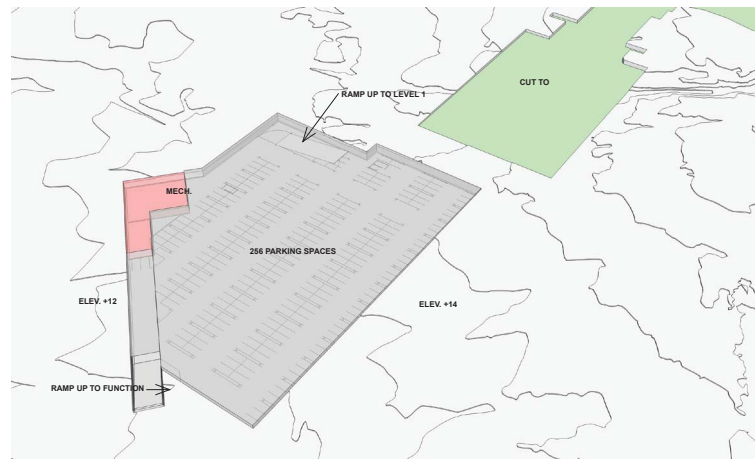 CUT TO
RAMP UP TO LEVEL 1
MECH.
256 PARKING SPACES
ELEV. +12
ELEV. +14
RAMP UP TO FUNCTION